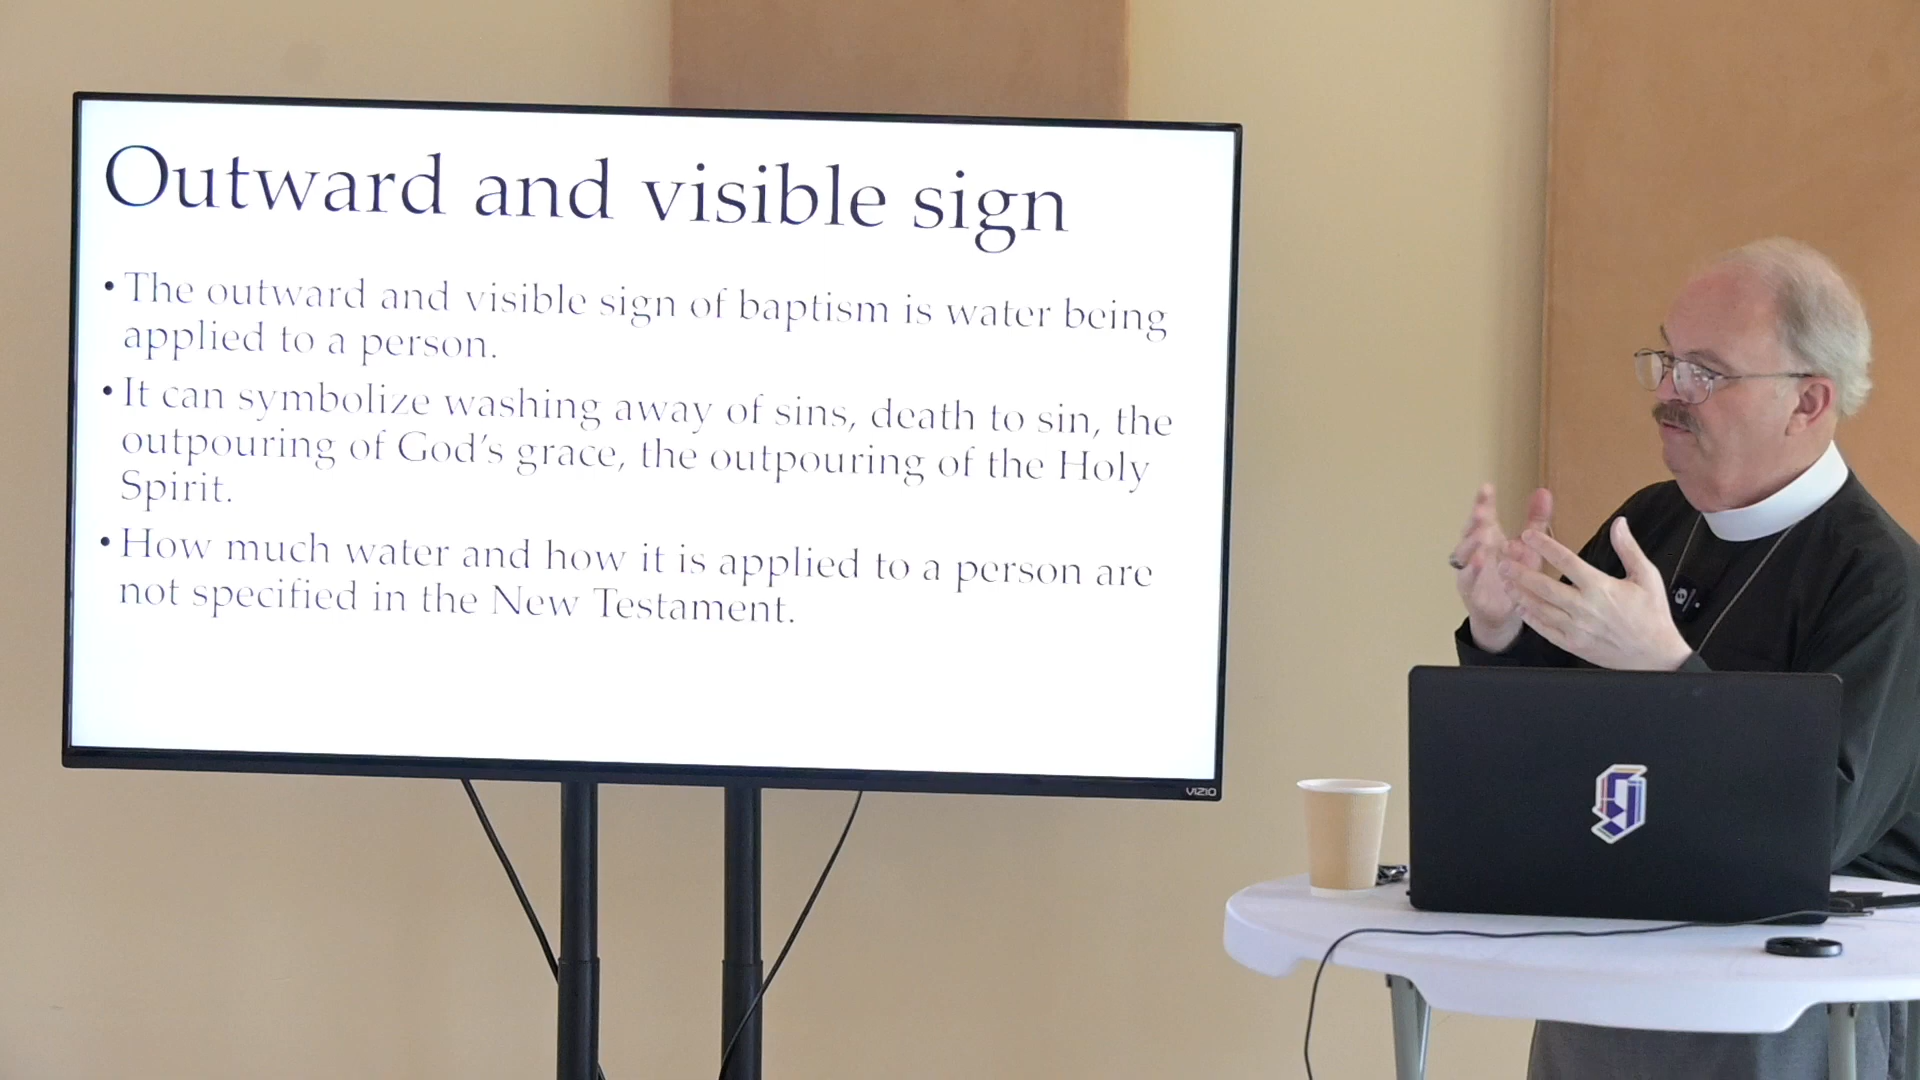 Outward and visible sign
• The outward and visible sign of baptism is water being
applied to a person.
• It can symbolize washing away of sins, death to sin, the
outpouring of God's grace, the outpouring of the Holy
Spirit.
• How much water and how it is applied to a person are
not specified in the New Testament.
VIZIO